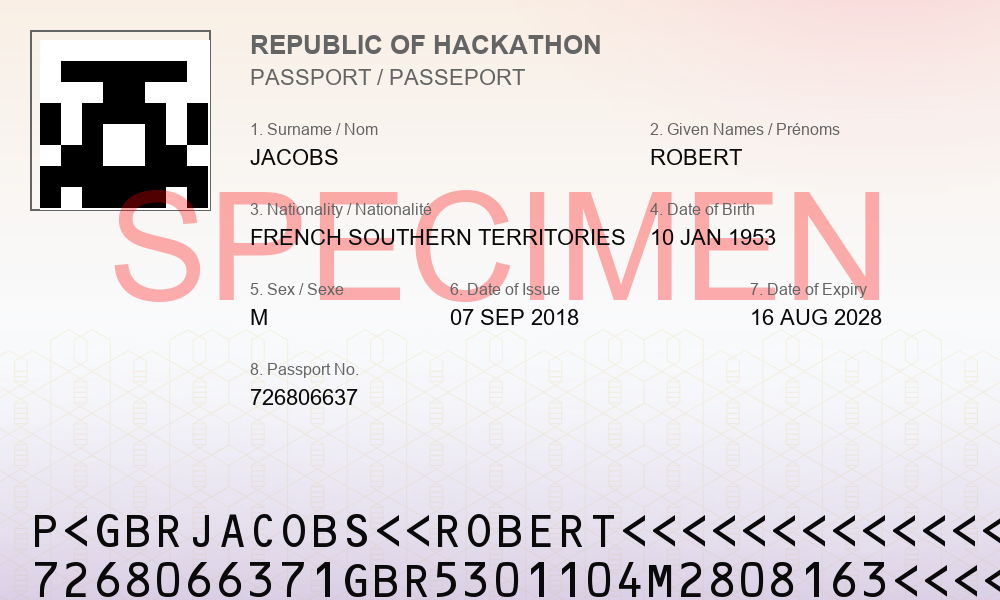 REPUBLIC OF HACKATHON
PASSPORT / PASSEPORT
1. Surname / Nom
2. Given Names / Prénoms
JACOBS
ROBERT
SPECIMEN
3. Nationality / Nationalité
4. Date of Birth
FRENCH SOUTHERN TERRITORIES
10 JAN 1953
5. Sex / Sexe
6. Date of Issue
7. Date of Expiry
M
07 SEP 2018
16 AUG 2028
8. Passport No.
726806637
P<GBRJACOBS<<ROBERT<<<<<<<<<<<<<
7268066371GBR5301104M2808163<<<<